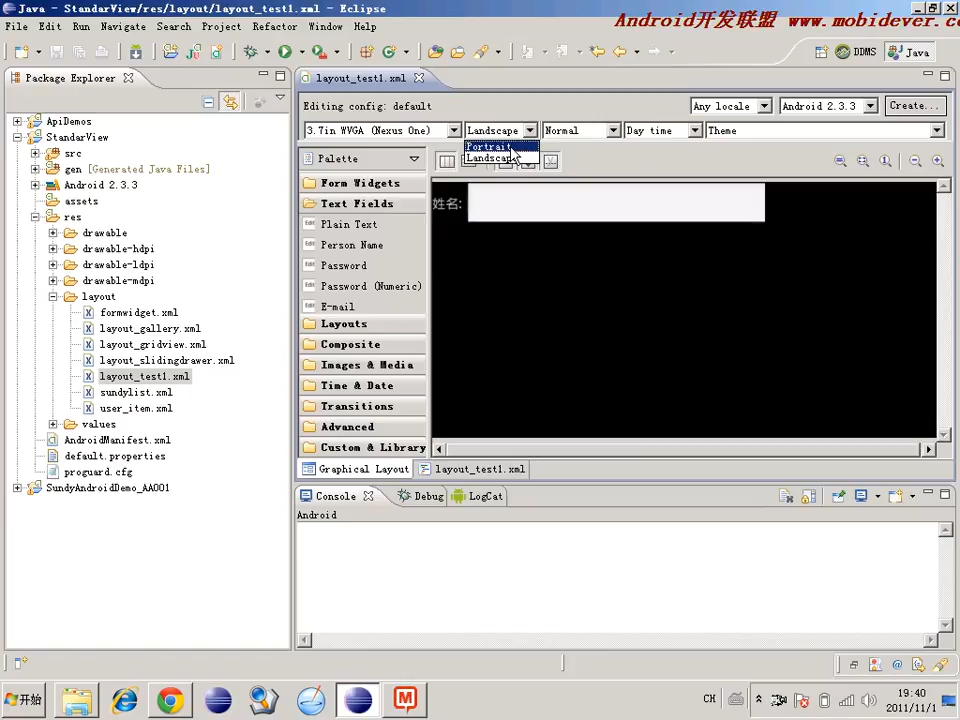 Java - StandarView/res/layout/layout_test1.xml - Eclipse
Android开发联盟 www.mobidever.co
File Edit Run Navigate Search Project Refactor Window Help
DDMS Java
Package Explorer
ApiDemos
StandarView
src
gen [Generated Java Files]
Android 2.3.3
assets
res
drawable
drawable-hdpi
drawable-ldpi
drawable-mdpi
layout
formwidget.xml
layout_gallery.xml
layout_gridview.xml
layout_slidingdrawer.xml
layout_test1.xml
sundylist.xml
user_item.xml
values
AndroidManifest.xml
default.properties
proguard.cfg
SundyAndroidDemo_AA001
layout_test1.xml
Editing config: default
Any locale Android 2.3.3 Create...
3.7in WVGA (Nexus One) Landscape Normal Day time Theme
Portrait
Landscape
Palette
Form Widgets
Text Fields
Plain Text
Person Name
Password
Password (Numeric)
E-mail
Layouts
Composite
Images & Media
Time & Date
Transitions
Advanced
Custom & Library
姓名:
Graphical Layout layout_test1.xml
Console Debug LogCat
Android
开始
CH
19:40
2011/11/1